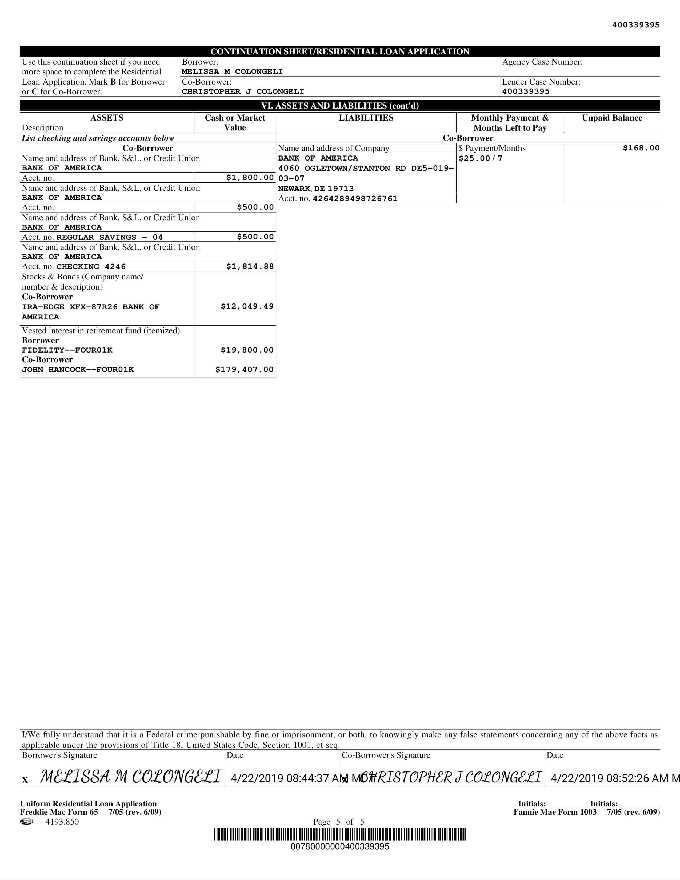 400339395
CONTINUATION SHEET/RESIDENTIAL LOAN APPLICATION
Use this continuation sheet if you need
more space to complete the Residential
Loan Application. Mark B for Borrower
or C for Co-Borrower.
Borrower:
MELISSA M COLONGELI
Co-Borrower:
CHRISTOPHER J COLONGELI
Agency Case Number:
Lender Case Number:
400339395
VI. ASSETS AND LIABILITIES (cont'd)
ASSETS
Description
Cash or Market
Value
LIABILITIES
Monthly Payment &
Months Left to Pay
Unpaid Balance
List checking and savings accounts below
Co-Borrower
Name and address of Bank, S&L, or Credit Union
BANK OF AMERICA
Acct. no. $1,800.00
Name and address of Bank, S&L, or Credit Union
BANK OF AMERICA
Acct. no. $500.00
Name and address of Bank, S&L, or Credit Union
BANK OF AMERICA
Acct. no. REGULAR SAVINGS - 04 $500.00
Name and address of Bank, S&L, or Credit Union
BANK OF AMERICA
Acct. no. CHECKING 4246 $1,814.88
Stocks & Bonds (Company name/
number & description)
Co-Borrower
IRA-EDGE XFX-87R26 BANK OF $12,049.49
AMERICA
Vested interest in retirement fund (itemized)
Borrower
FIDELITY--FOUR01K $19,800.00
Co-Borrower
JOHN HANCOCK--FOUR01K $179,407.00
Co-Borrower
Name and address of Company
BANK OF AMERICA
4060 OGLETOWN/STANTON RD DE5-019-
03-07
NEWARK, DE 19713
Acct. no. 4264289498726761
$ Payment/Months
$25.00/7
$168.00
I/We fully understand that it is a Federal crime punishable by fine or imprisonment, or both, to knowingly make any false statements concerning any of the above facts as
applicable under the provisions of Title 18, United States Code, Section 1001, et seq.
Borrower's Signature Date Co-Borrower's Signature Date
X MELISSA M COLONGELI 4/22/2019 08:44:37 AM CHRISTOPHER J COLONGELI 4/22/2019 08:52:26 AM M
Uniform Residential Loan Application
Freddie Mac Form 65 7/05 (rev. 6/09)
4193.850
Page 5 of 5
Initials: Initials:
Fannie Mae Form 1003 7/05 (rev. 6/09)
0078000000400339395